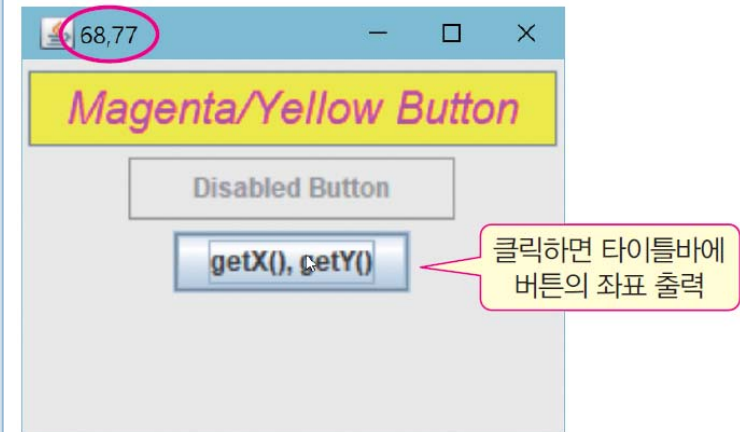 68,77
Magenta/Yellow Button
Disabled Button
getX(), getY()
클릭하면 타이틀바에
버튼의 좌표 출력